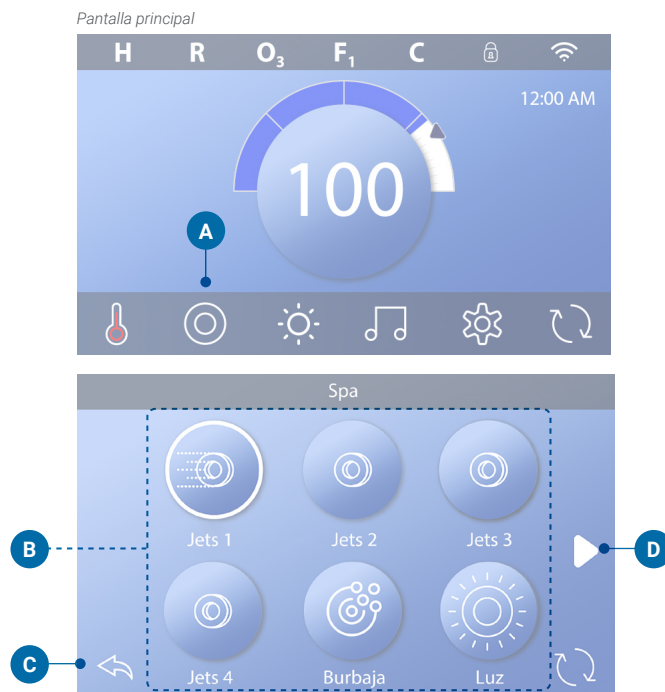 Pantalla principal
H R O₃ F₁ C
12:00 AM
100
A
Spa
Jets 1 Jets 2 Jets 3
B
D
Jets 4 Burbaja Luz
C